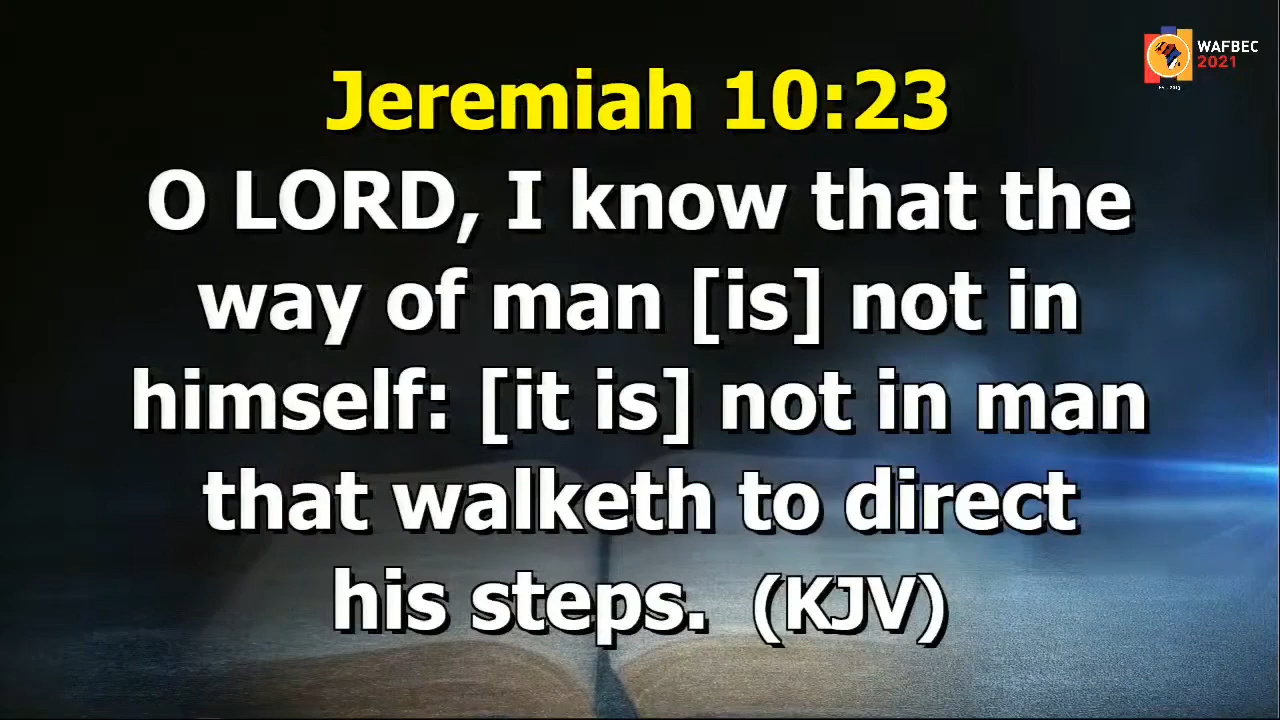 WAFBEC
2021
Jeremiah 10:23
O LORD, I know that the
way of man [is] not in
himself: [it is] not in man
that walketh to direct
his steps. (KJV)